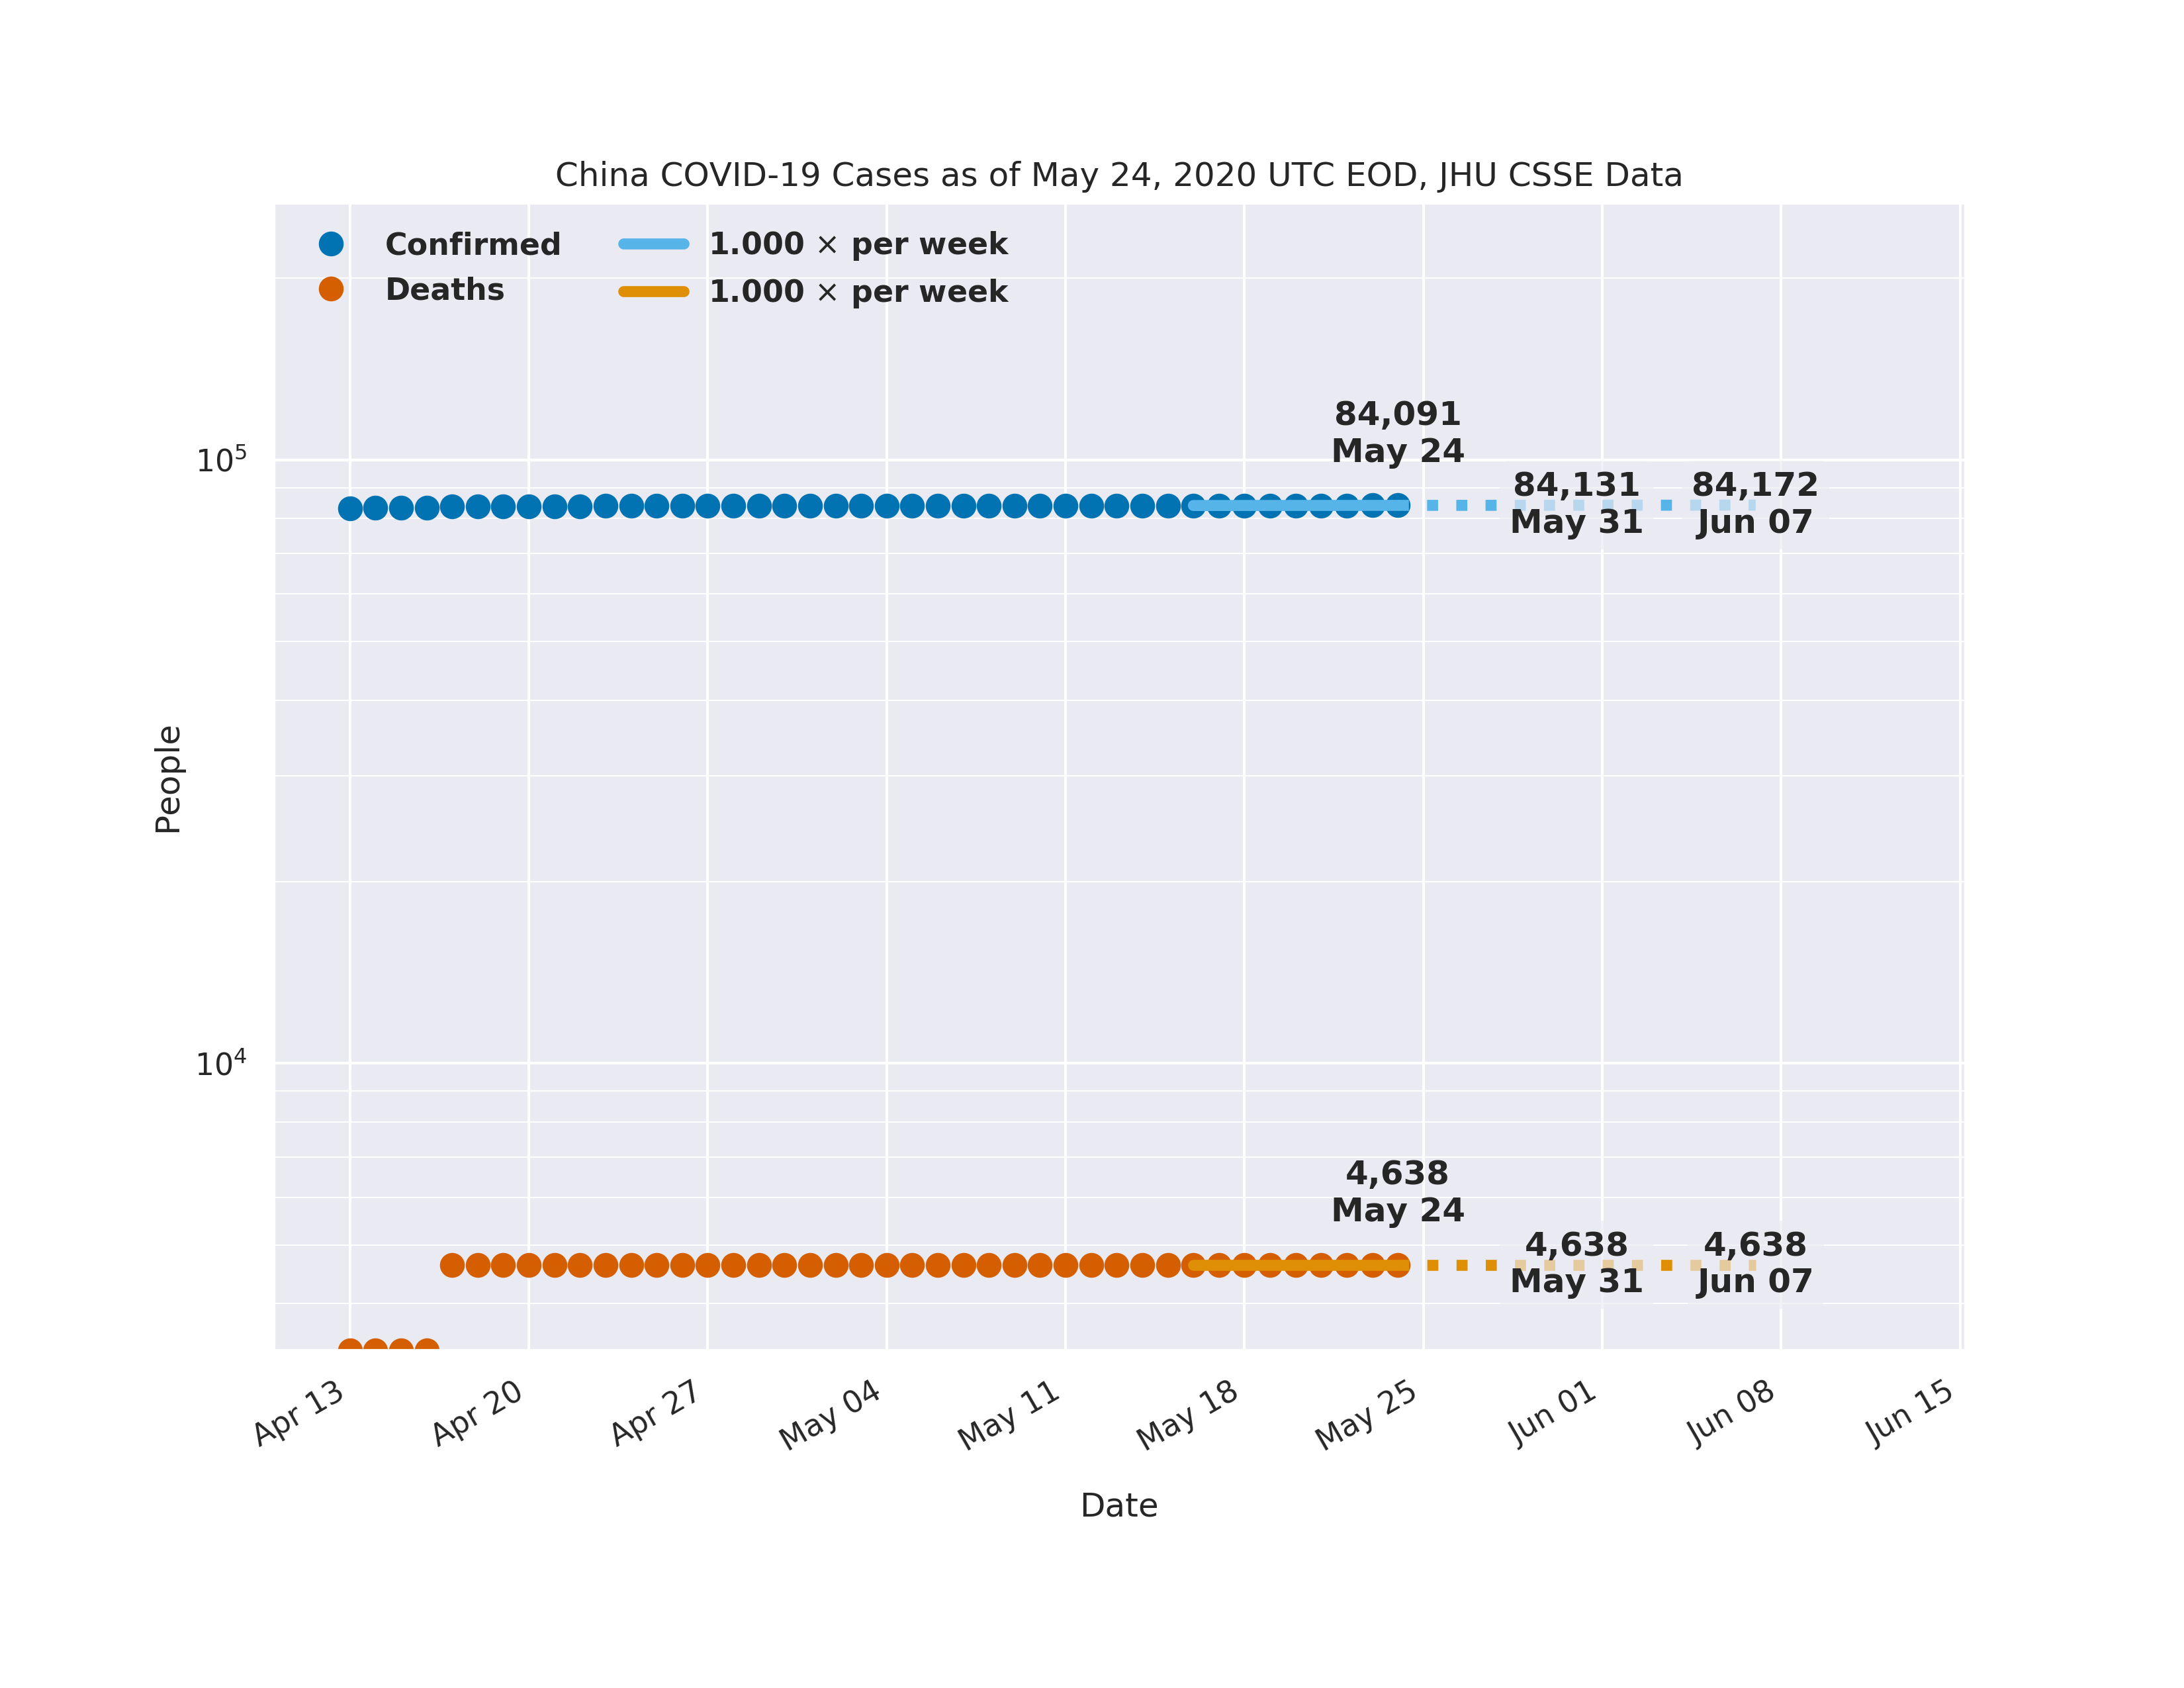 China COVID-19 Cases as of May 24, 2020 UTC EOD, JHU CSSE Data
Confirmed
Deaths
1.000 × per week
1.000 × per week
84,091
May 24
84,131
May 31
84,172
Jun 07
10⁵
People
10⁴
4,638
May 24
4,638
May 31
4,638
Jun 07
Apr 13
Apr 20
Apr 27
May 04
May 11
May 18
May 25
Jun 01
Jun 08
Jun 15
Date